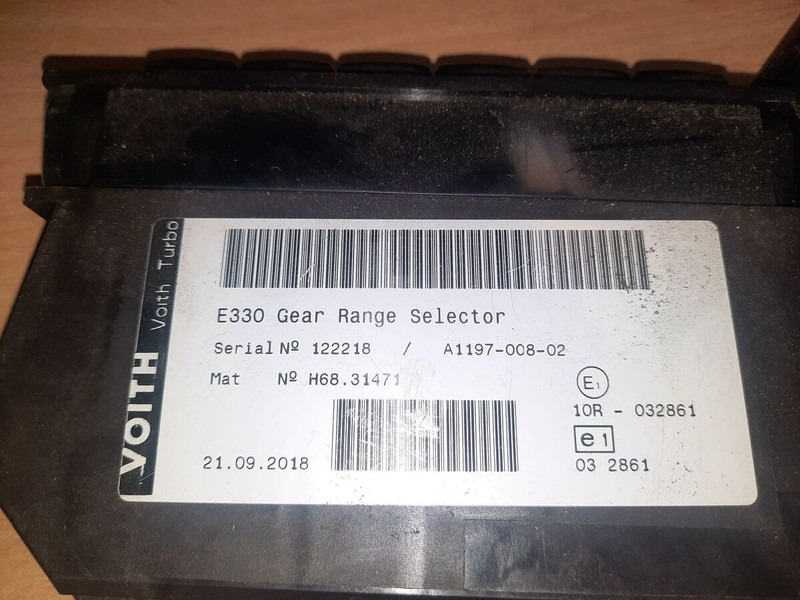 VOITH Voith Turbo
E330 Gear Range Selector
Serial Nº 122218 / A1197-008-02
Mat Nº H68.31471
E1
10R - 032861
e1
21.09.2018
03 2861